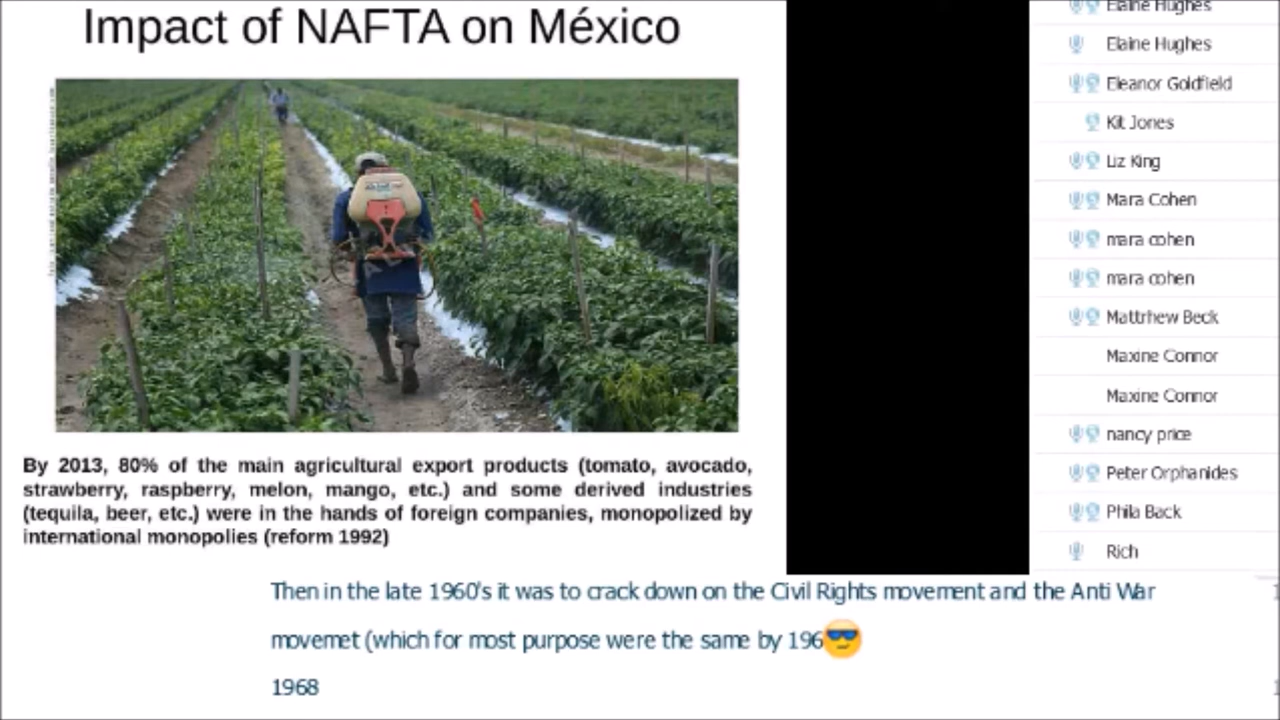 Impact of NAFTA on México
By 2013, 80% of the main agricultural export products (tomato, avocado,
strawberry, raspberry, melon, mango, etc.) and some derived industries
(tequila, beer, etc.) were in the hands of foreign companies, monopolized by
international monopolies (reform 1992)
Elaine Hughes
Elaine Hughes
Eleanor Goldfield
Kit Jones
Liz King
Mara Cohen
mara cohen
mara cohen
Mattrhew Beck
Maxine Connor
Maxine Connor
nancy price
Peter Orphanides
Phila Back
Rich
Then in the late 1960's it was to crack down on the Civil Rights movement and the Anti War
movemet (which for most purpose were the same by 196😎
1968